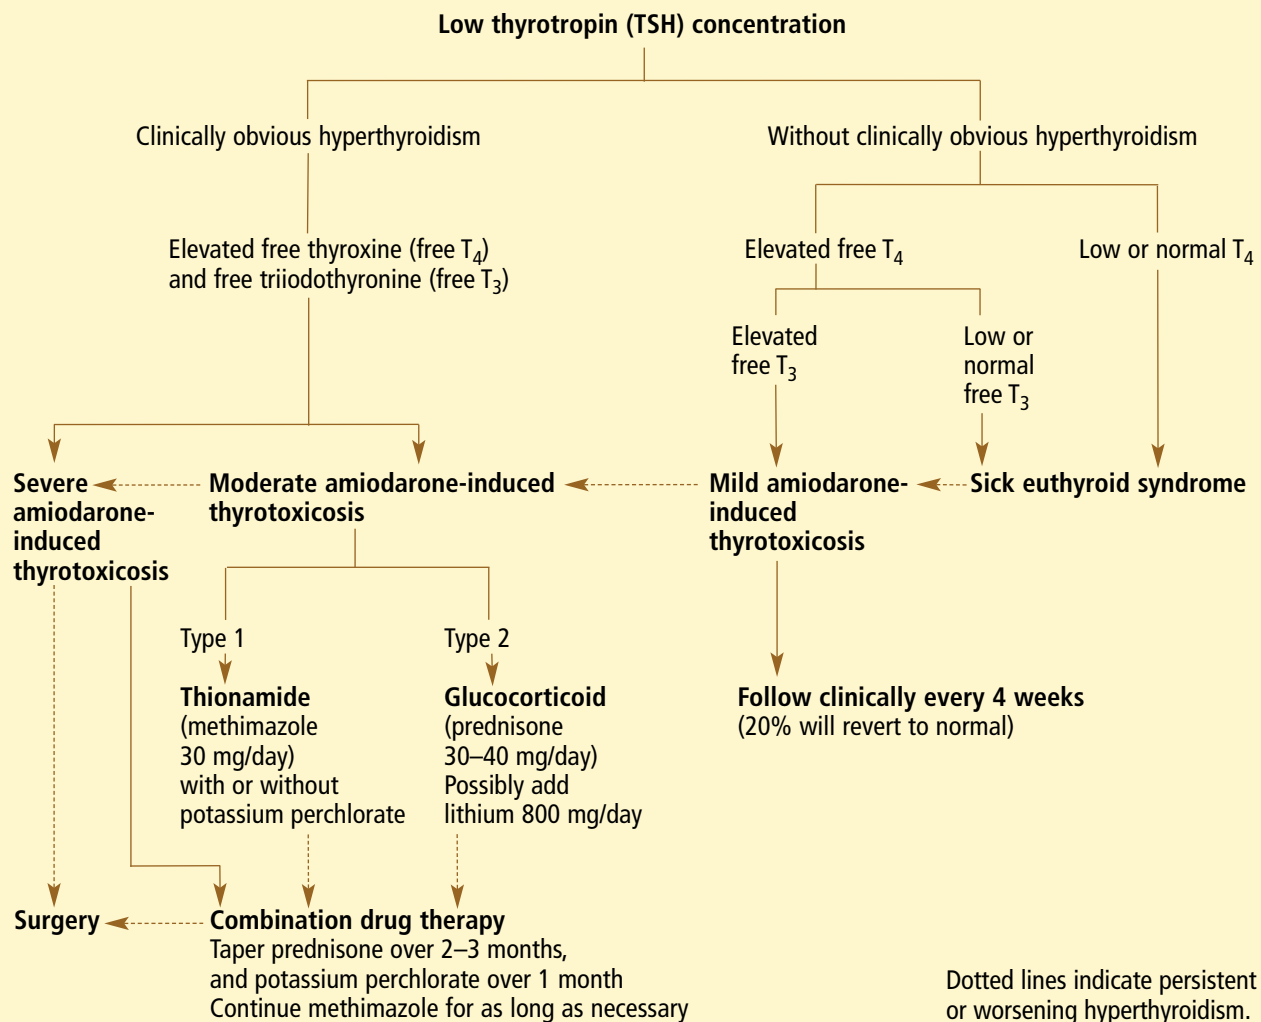 Low thyrotropin (TSH) concentration
Clinically obvious hyperthyroidism
Without clinically obvious hyperthyroidism
Elevated free thyroxine (free T₄)
and free triiodothyronine (free T₃)
Elevated free T₄
Low or normal T₄
Elevated
free T₃
Low or
normal
free T₃
Severe
amiodarone-
induced
thyrotoxicosis
Moderate amiodarone-induced
thyrotoxicosis
Mild amiodarone-
induced
thyrotoxicosis
Sick euthyroid syndrome
Type 1
Thionamide
(methimazole
30 mg/day)
with or without
potassium perchlorate
Type 2
Glucocorticoid
(prednisone
30–40 mg/day)
Possibly add
lithium 800 mg/day
Follow clinically every 4 weeks
(20% will revert to normal)
Surgery
Combination drug therapy
Taper prednisone over 2–3 months,
and potassium perchlorate over 1 month
Continue methimazole for as long as necessary
Dotted lines indicate persistent
or worsening hyperthyroidism.